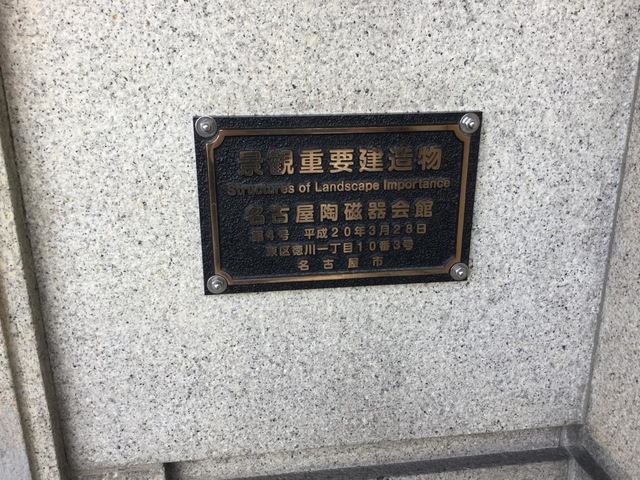 景観重要建造物
Structures of Landscape Importance
名古屋陶磁器会館
第4号 平成20年3月28日
東区徳川一丁目10番3号
名古屋市